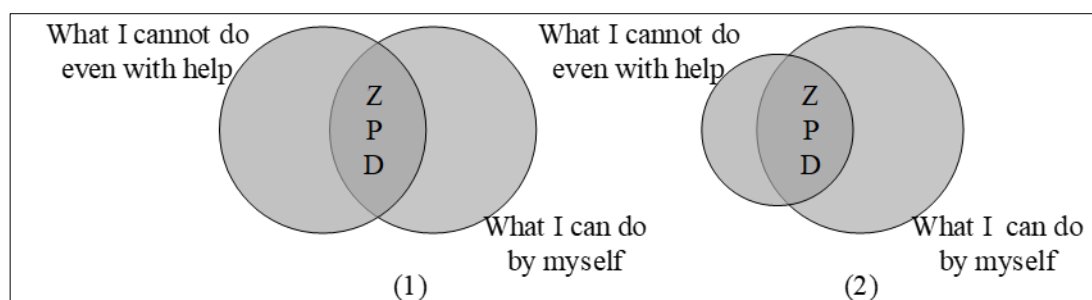 What I cannot do
even with help
Z
P
D
What I can do
by myself
(1)
What I cannot do
even with help
Z
P
D
What I can do
by myself
(2)